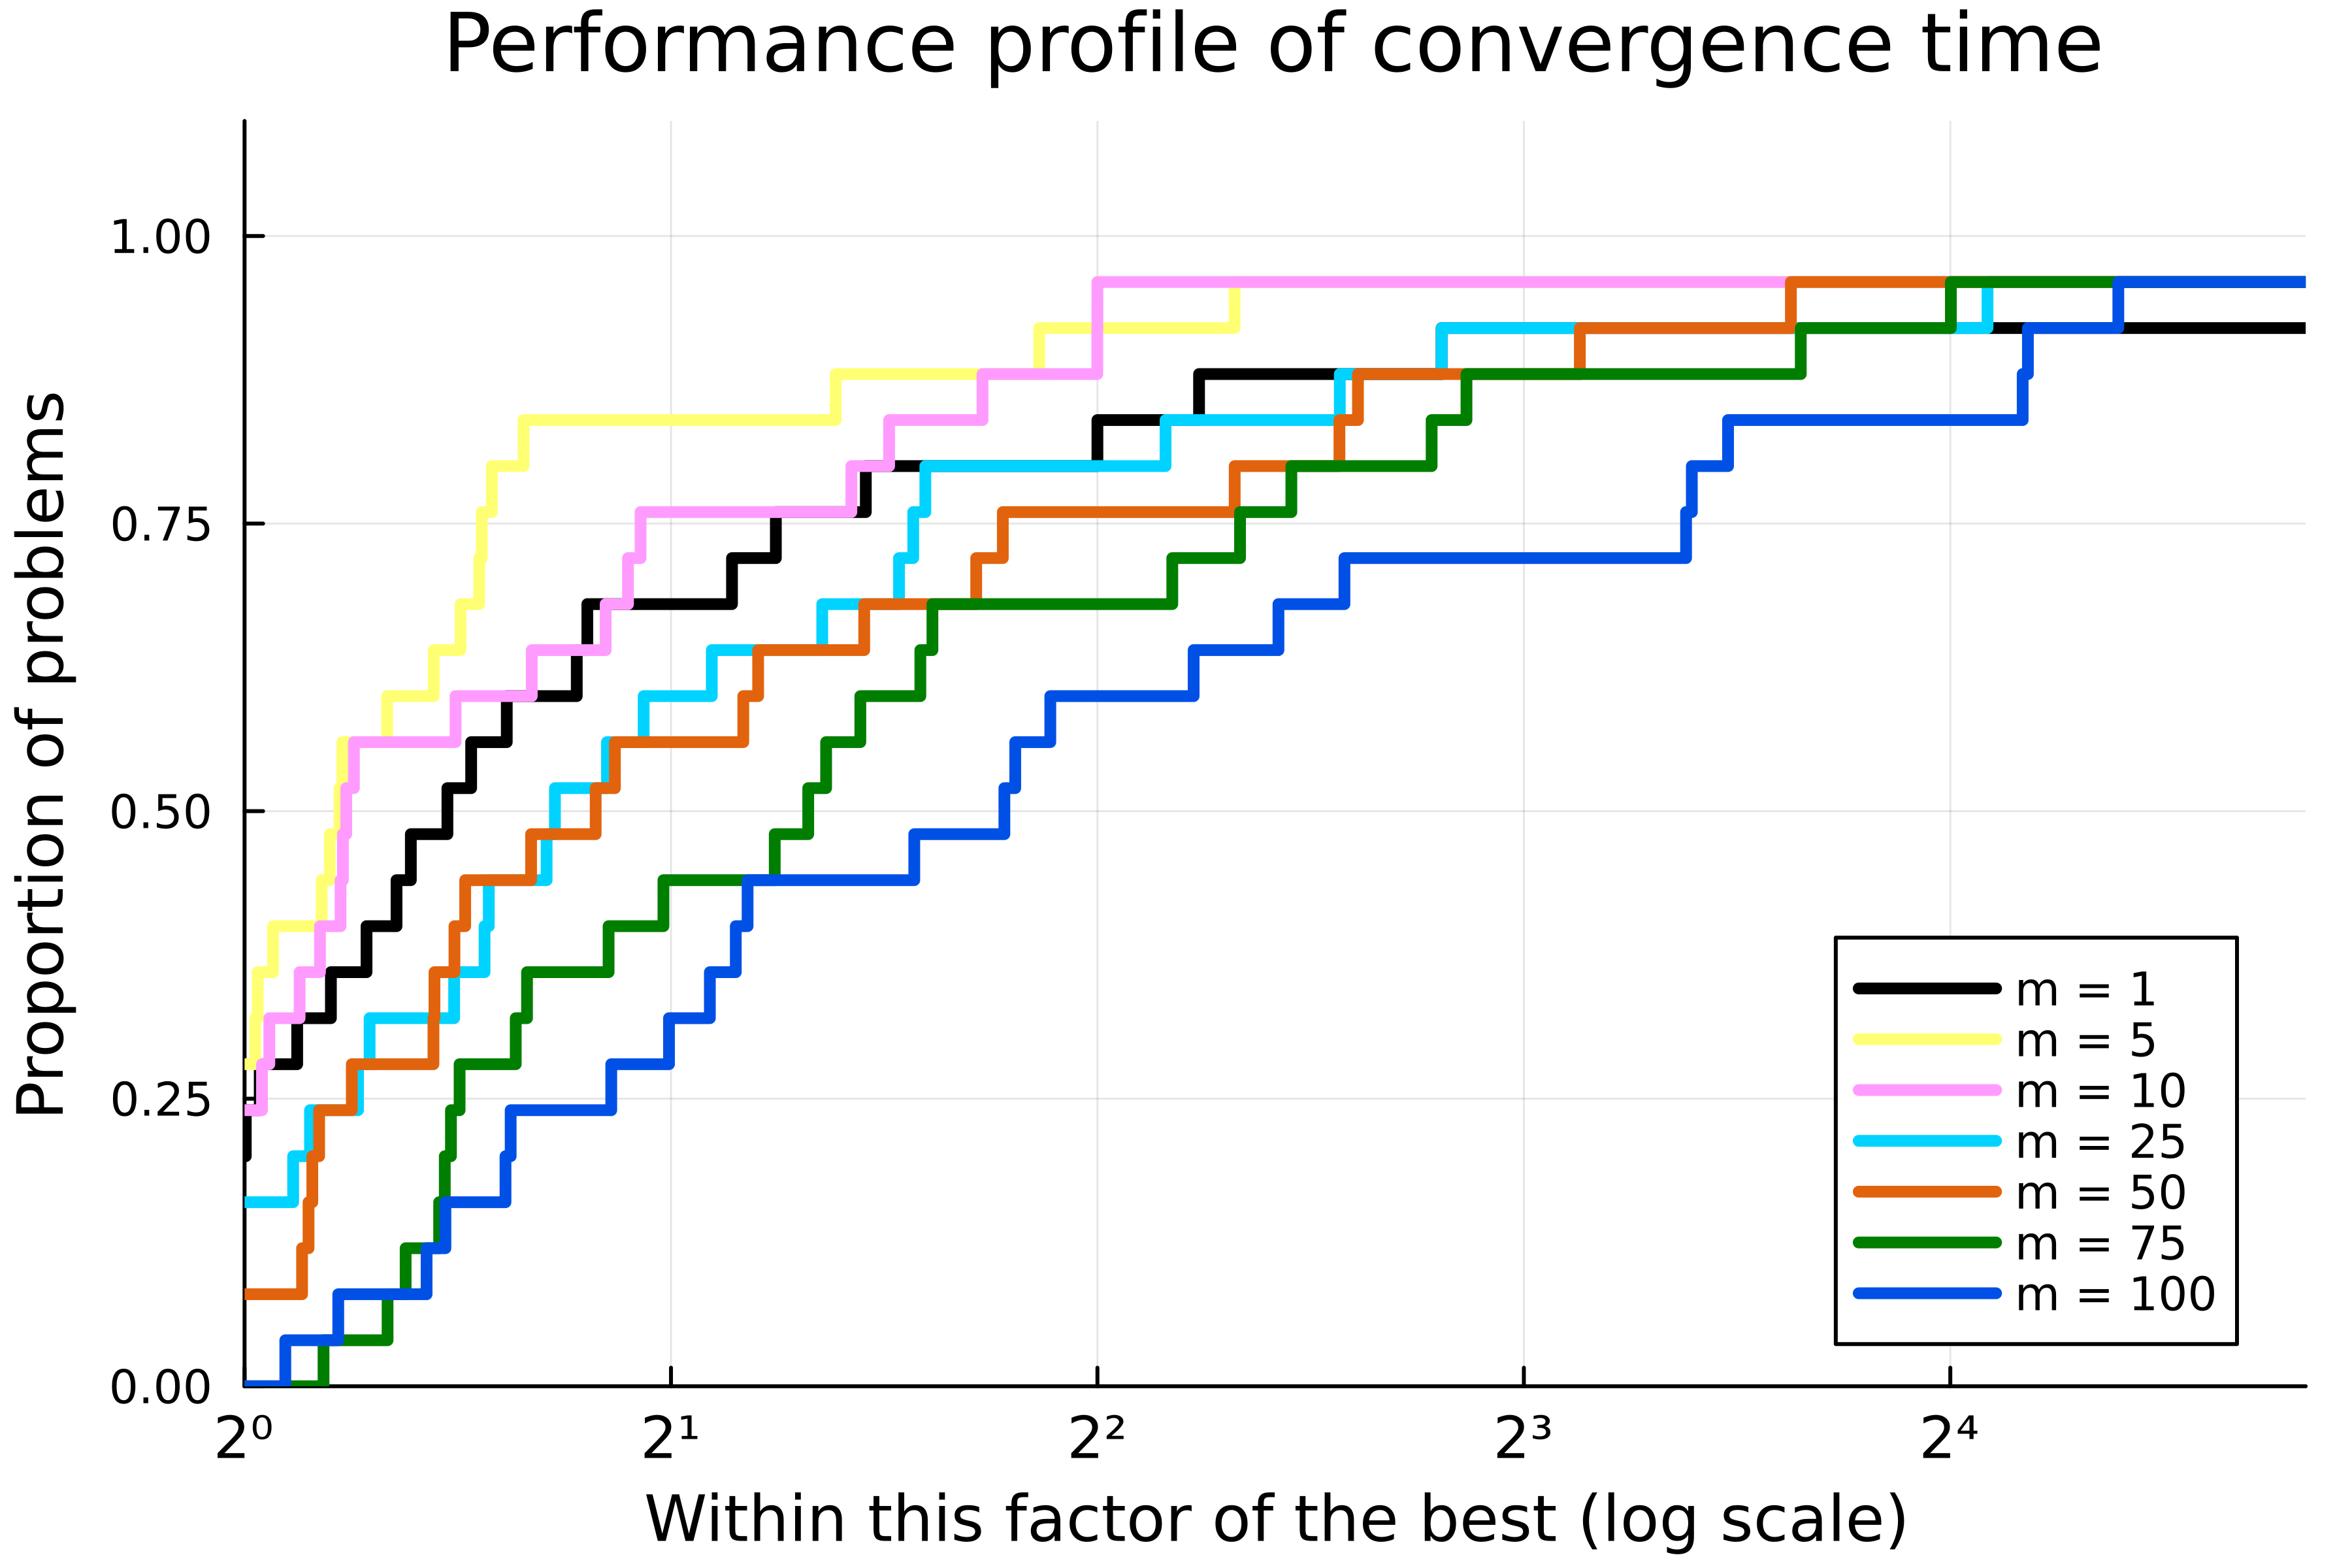 Performance profile of convergence time
Proportion of problems
1.00
0.75
0.50
0.25
0.00
2⁰
2¹
2²
2³
2⁴
Within this factor of the best (log scale)
m = 1
m = 5
m = 10
m = 25
m = 50
m = 75
m = 100